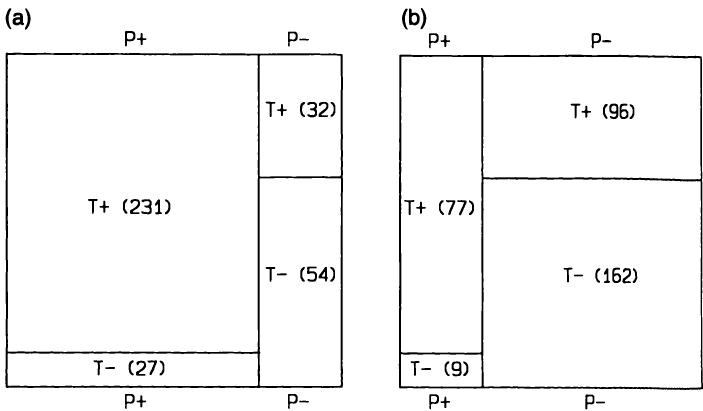 (a)
P+ P-
T+ (32)
T+ (231)
T- (54)
T- (27)
P+ P-
(b)
P+ P-
T+ (96)
T+ (77)
T- (162)
T- (9)
P+ P-